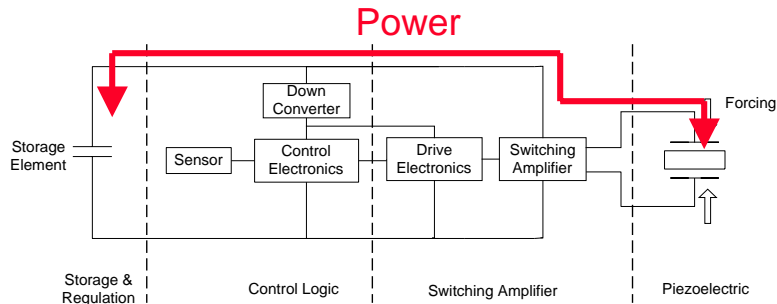 Power
Down
Converter
Forcing
Storage
Element
Sensor
Control
Electronics
Drive
Electronics
Switching
Amplifier
Storage &
Regulation
Control Logic
Switching Amplifier
Piezoelectric